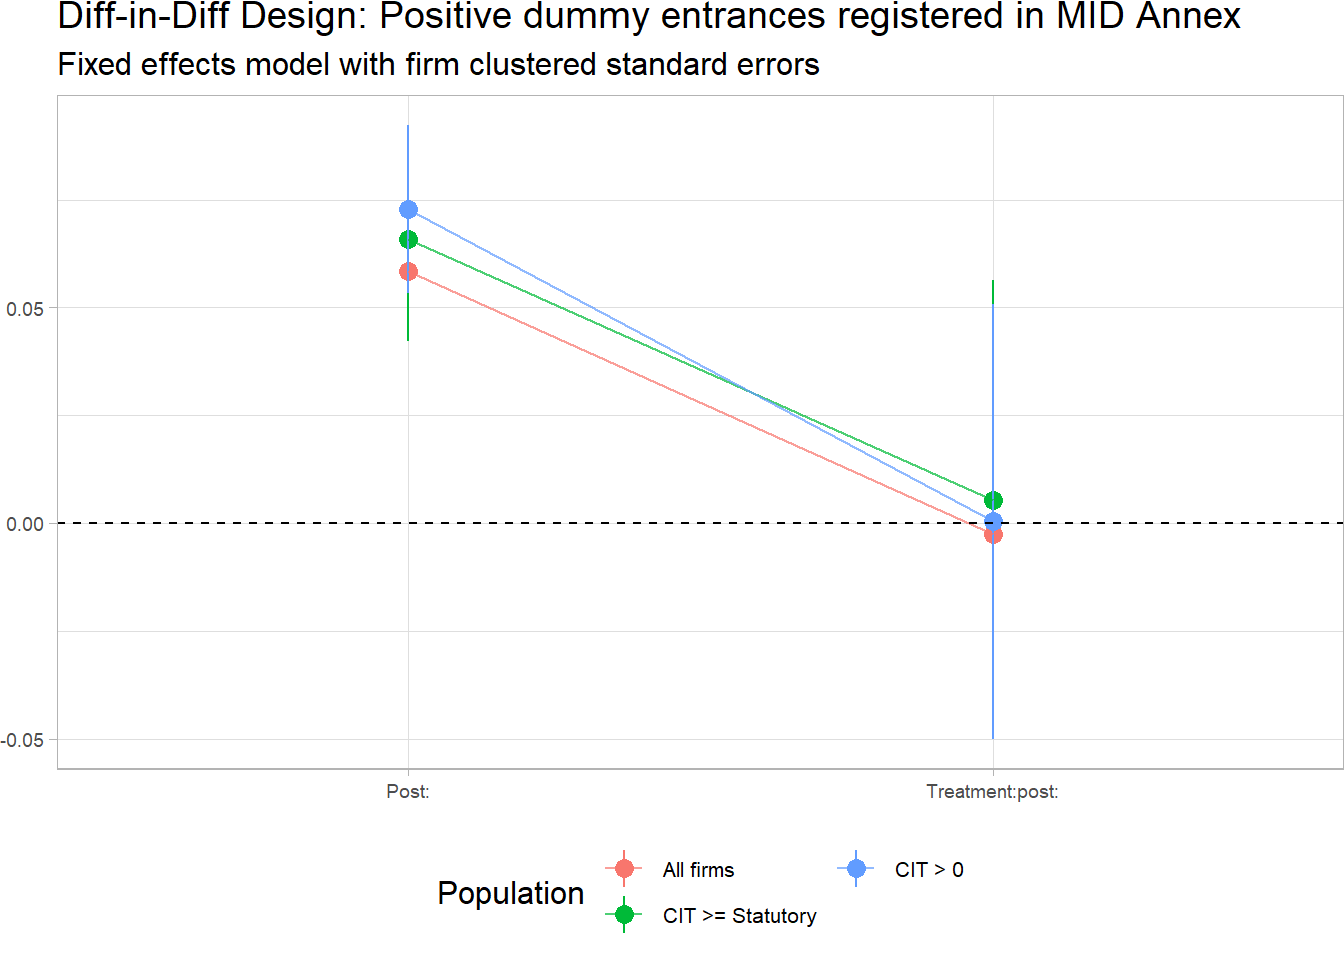 Diff-in-Diff Design: Positive dummy entrances registered in MID Annex
Fixed effects model with firm clustered standard errors
0.05
0.00
-0.05
Post:
Treatment:post:
Population
All firms
CIT >= Statutory
CIT > 0